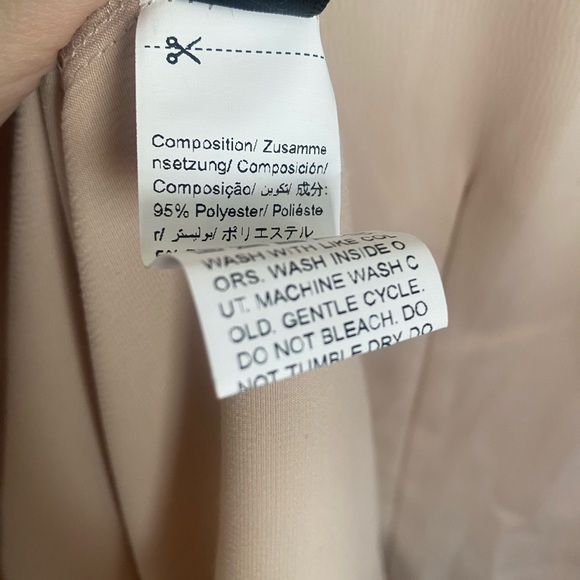 Composition/ Zusamme
nsetzung/ Composición/
Composição/ تكوين/ 成分:
95% Polyester/ Poliéste
r/ بوليستر/ ポリエステル
WASH WITH LIKE COL
ORS. WASH INSIDE O
UT. MACHINE WASH C
OLD. GENTLE CYCLE.
DO NOT BLEACH. DO
NOT TUMBLE DRY. DO